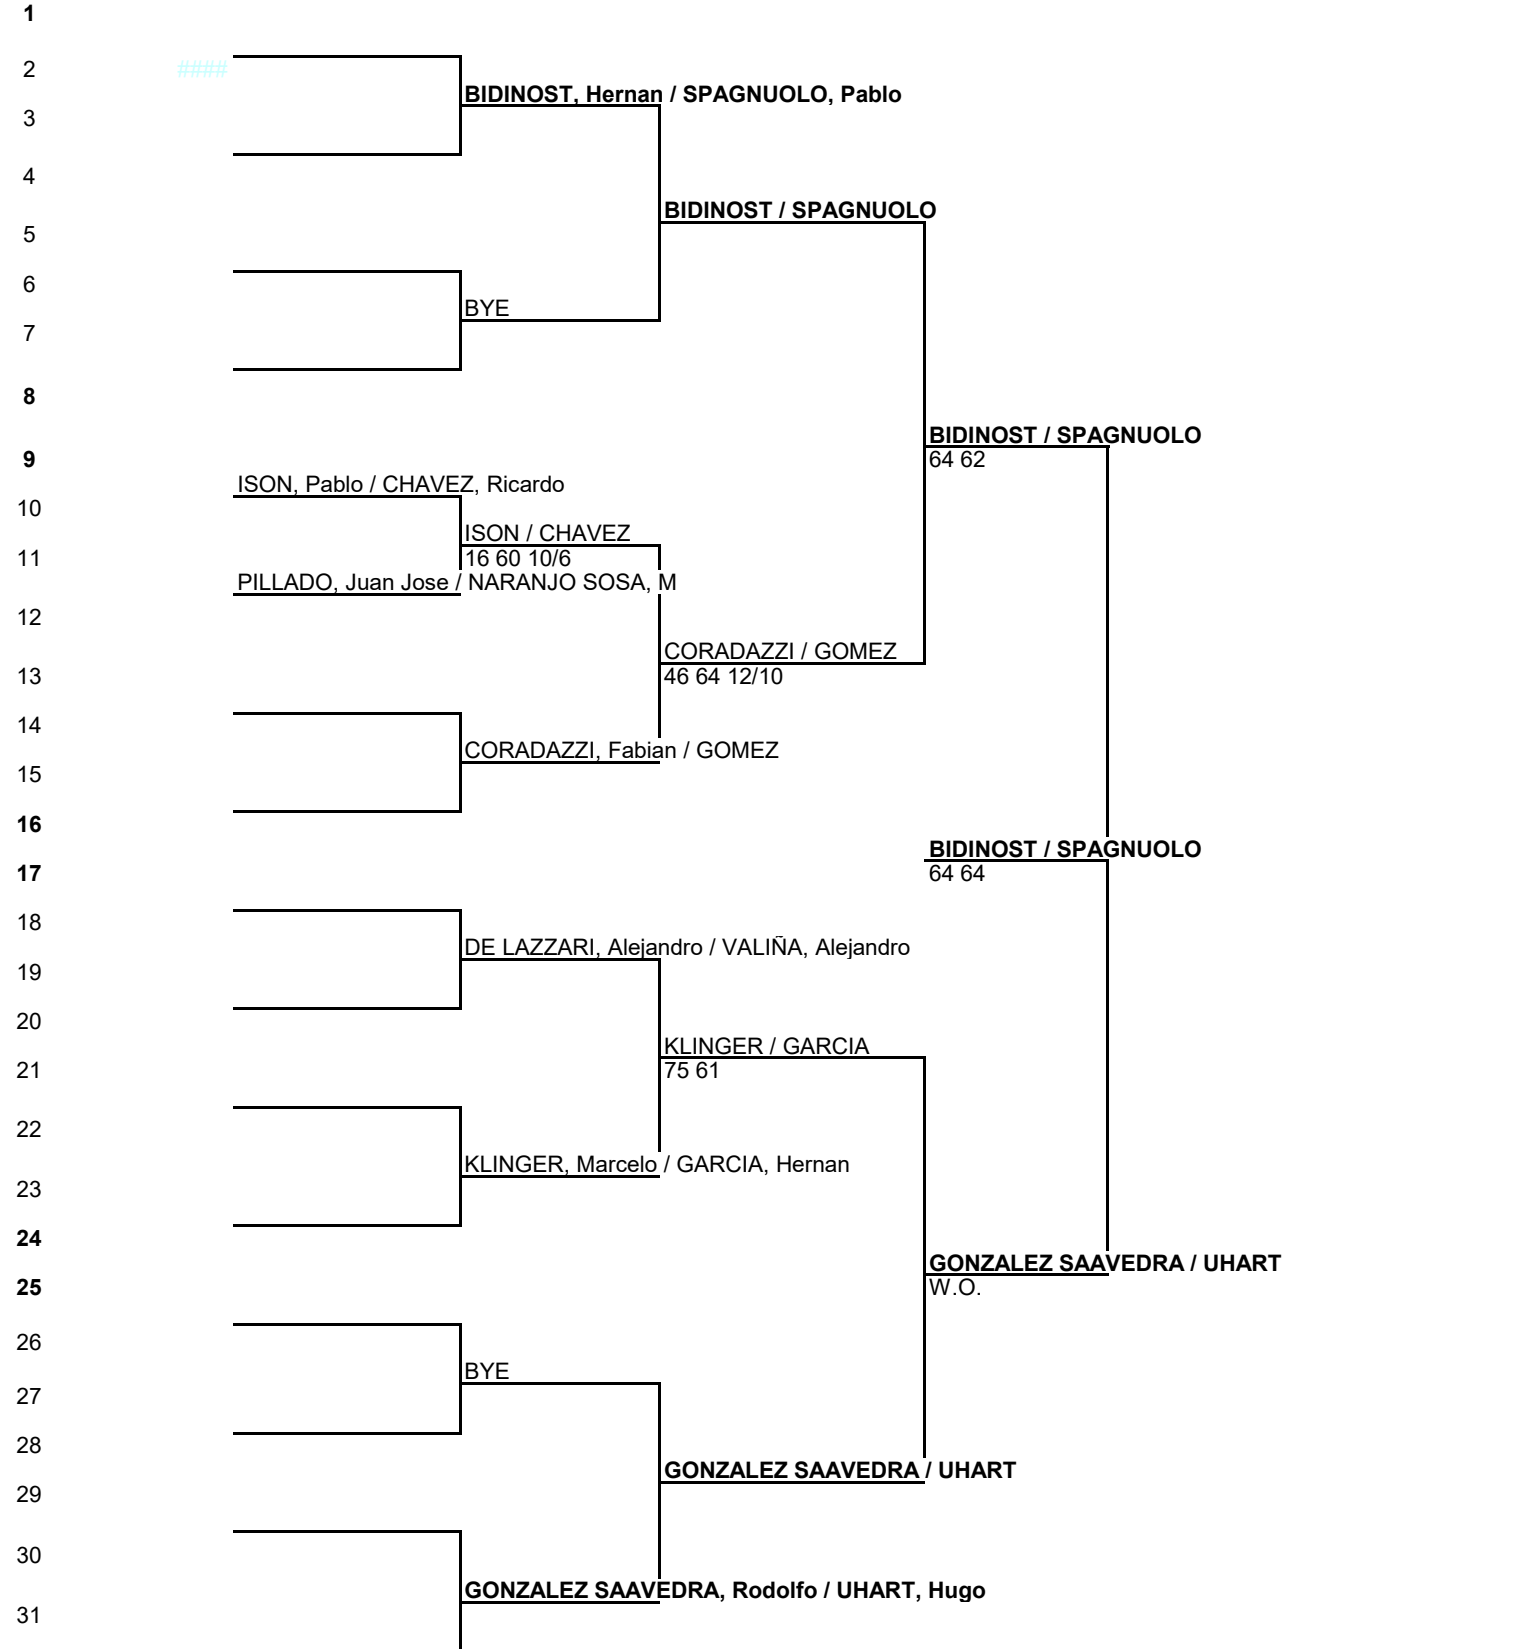 1
2 ####
BIDINOST, Hernan / SPAGNUOLO, Pablo
3
4
BIDINOST / SPAGNUOLO
5
6
BYE
7
8
BIDINOST / SPAGNUOLO
9 64 62
ISON, Pablo / CHAVEZ, Ricardo
10
ISON / CHAVEZ
11 16 60 10/6
PILLADO, Juan Jose / NARANJO SOSA, M
12
CORADAZZI / GOMEZ
13 46 64 12/10
14
CORADAZZI, Fabian / GOMEZ
15
16
BIDINOST / SPAGNUOLO
17 64 64
18
DE LAZZARI, Alejandro / VALIÑA, Alejandro
19
20
KLINGER / GARCIA
21 75 61
22
KLINGER, Marcelo / GARCIA, Hernan
23
24
GONZALEZ SAAVEDRA / UHART
25 W.O.
26
BYE
27
28
GONZALEZ SAAVEDRA / UHART
29
30
GONZALEZ SAAVEDRA, Rodolfo / UHART, Hugo
31